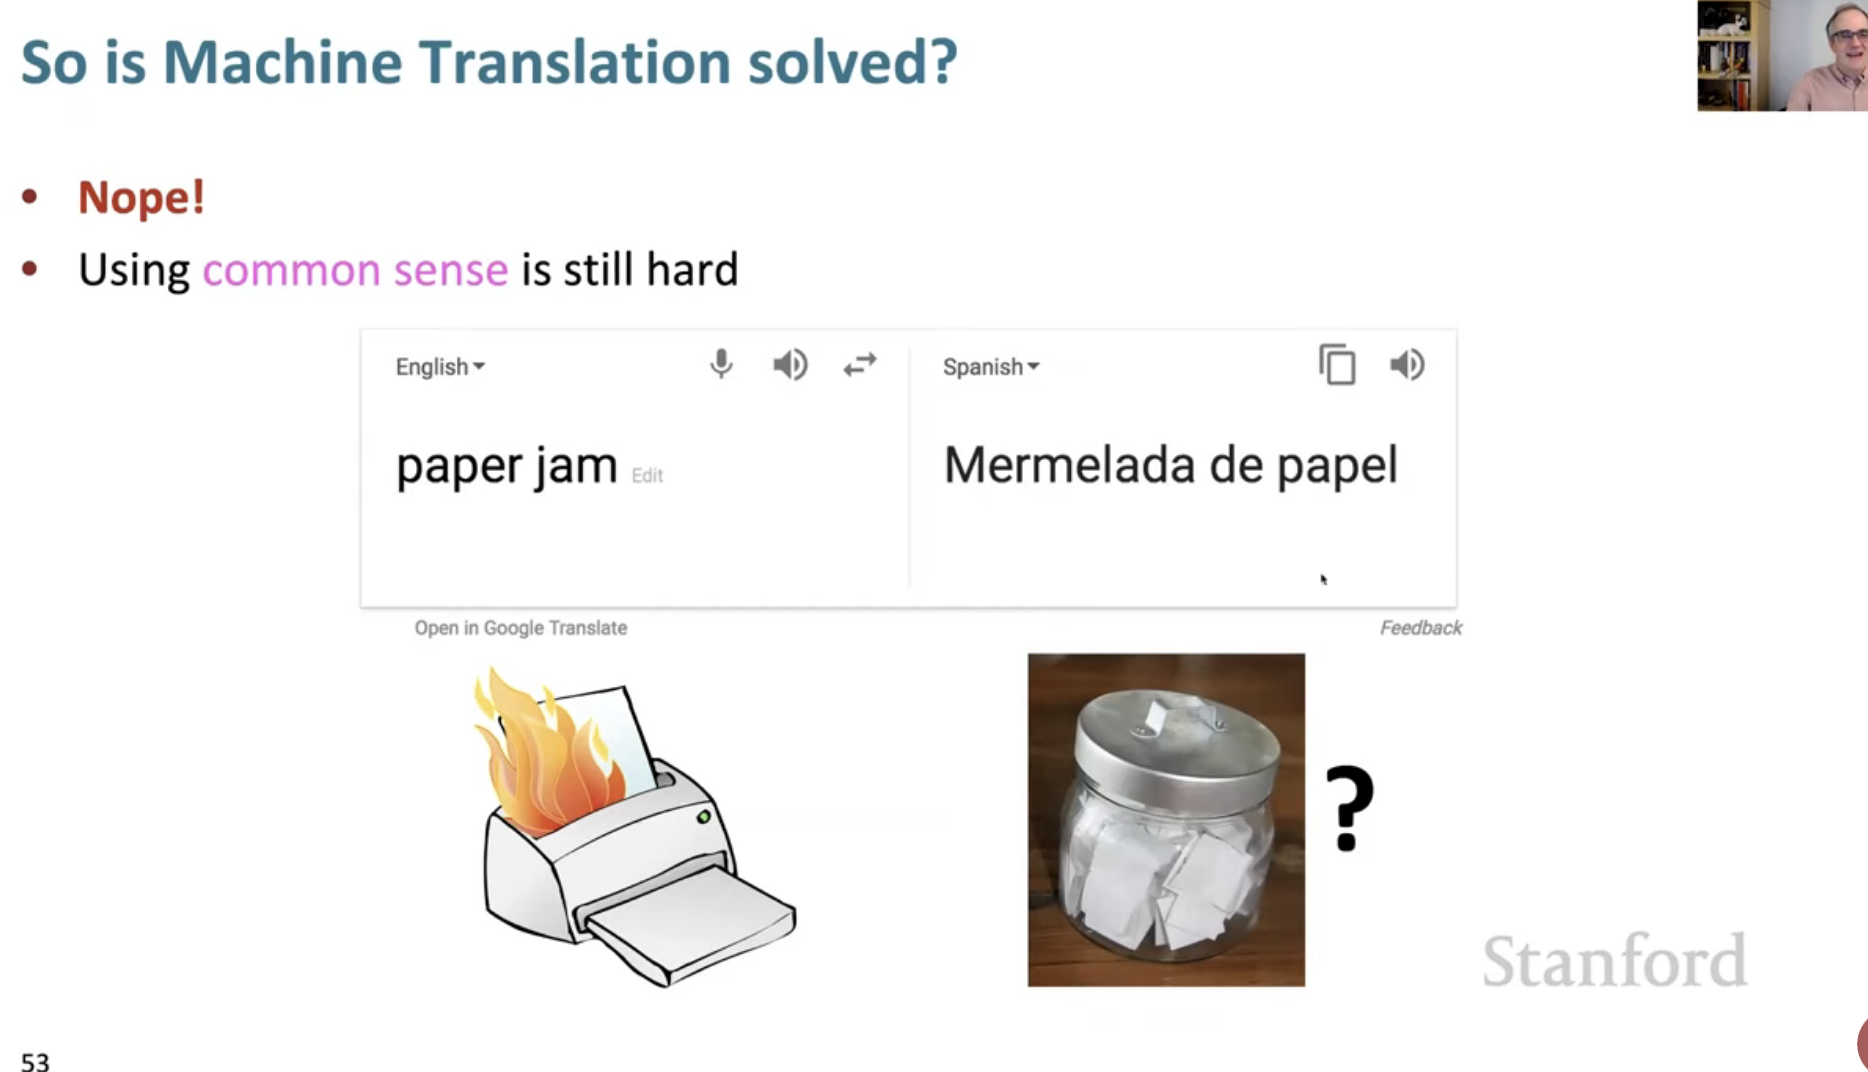 So is Machine Translation solved?
• Nope!
• Using common sense is still hard
English
Spanish
paper jam Edit
Mermelada de papel
Open in Google Translate
Feedback
?
Stanford
53